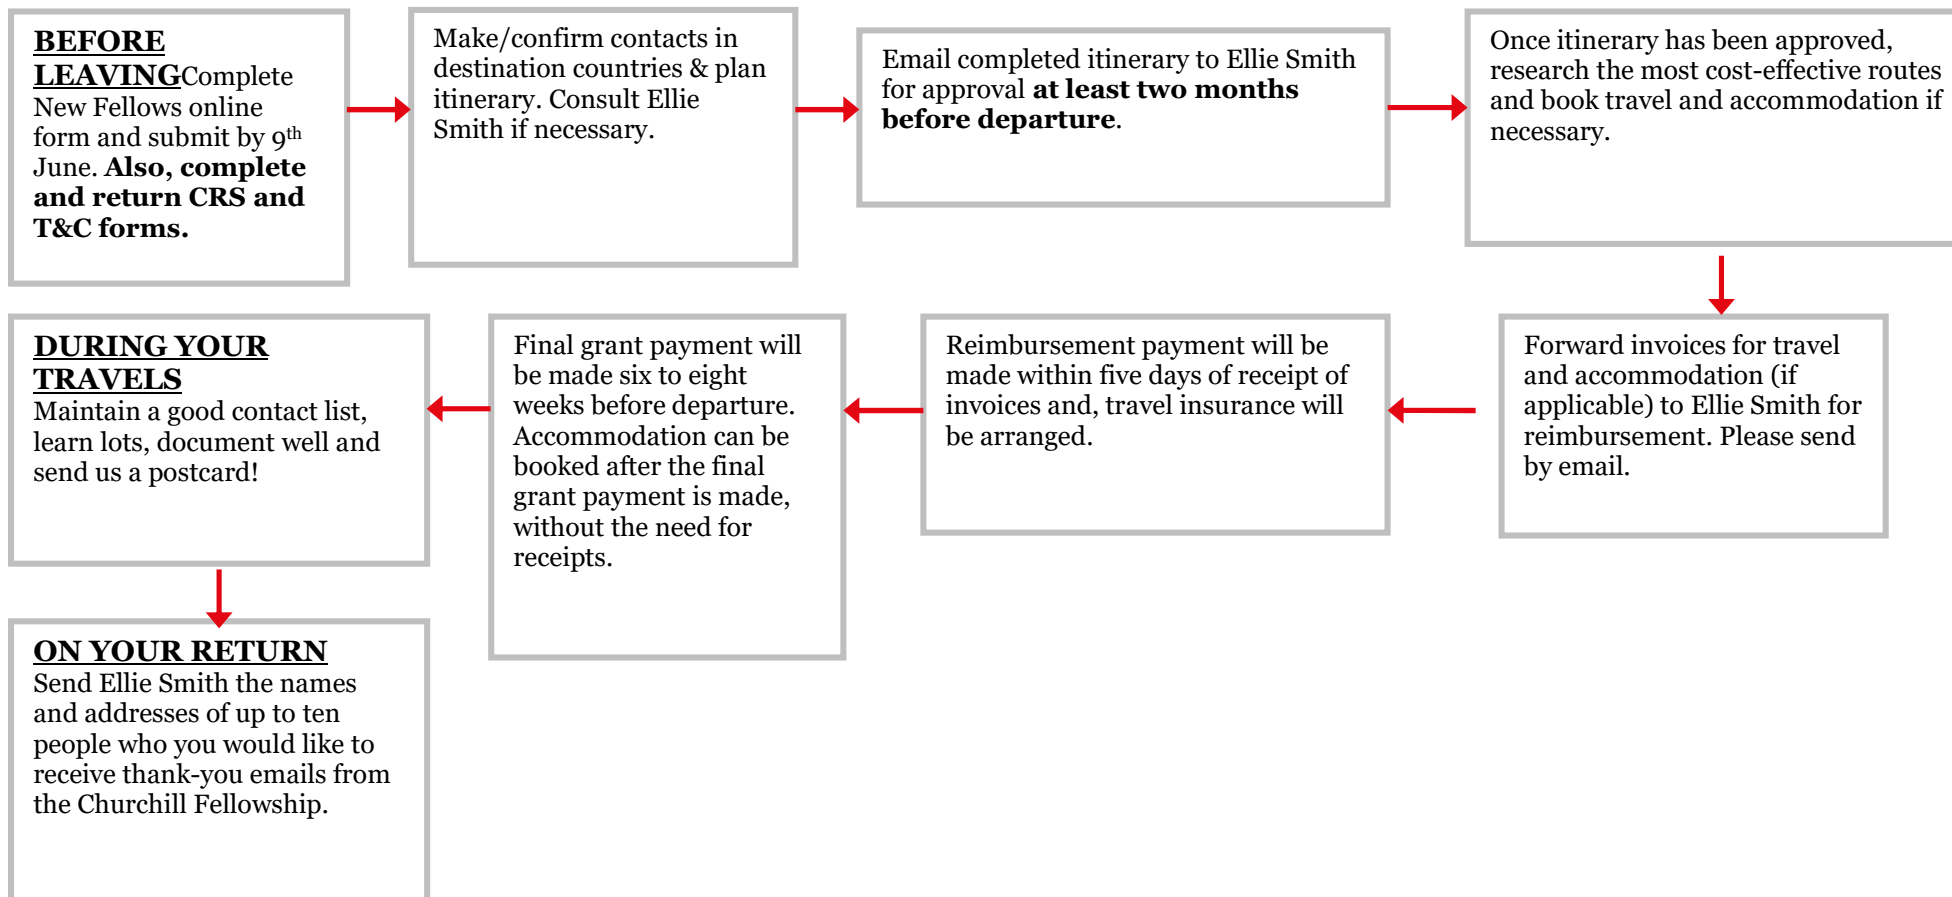 BEFORE
LEAVINGComplete
New Fellows online
form and submit by 9th
June. Also, complete
and return CRS and
T&C forms.
Make/confirm contacts in
destination countries & plan
itinerary. Consult Ellie
Smith if necessary.
Email completed itinerary to Ellie Smith
for approval at least two months
before departure.
Once itinerary has been approved,
research the most cost-effective routes
and book travel and accommodation if
necessary.
Forward invoices for travel
and accommodation (if
applicable) to Ellie Smith for
reimbursement. Please send
by email.
Reimbursement payment will be
made within five days of receipt of
invoices and, travel insurance will
be arranged.
Final grant payment will
be made six to eight
weeks before departure.
Accommodation can be
booked after the final
grant payment is made,
without the need for
receipts.
DURING YOUR
TRAVELS
Maintain a good contact list,
learn lots, document well and
send us a postcard!
ON YOUR RETURN
Send Ellie Smith the names
and addresses of up to ten
people who you would like to
receive thank-you emails from
the Churchill Fellowship.